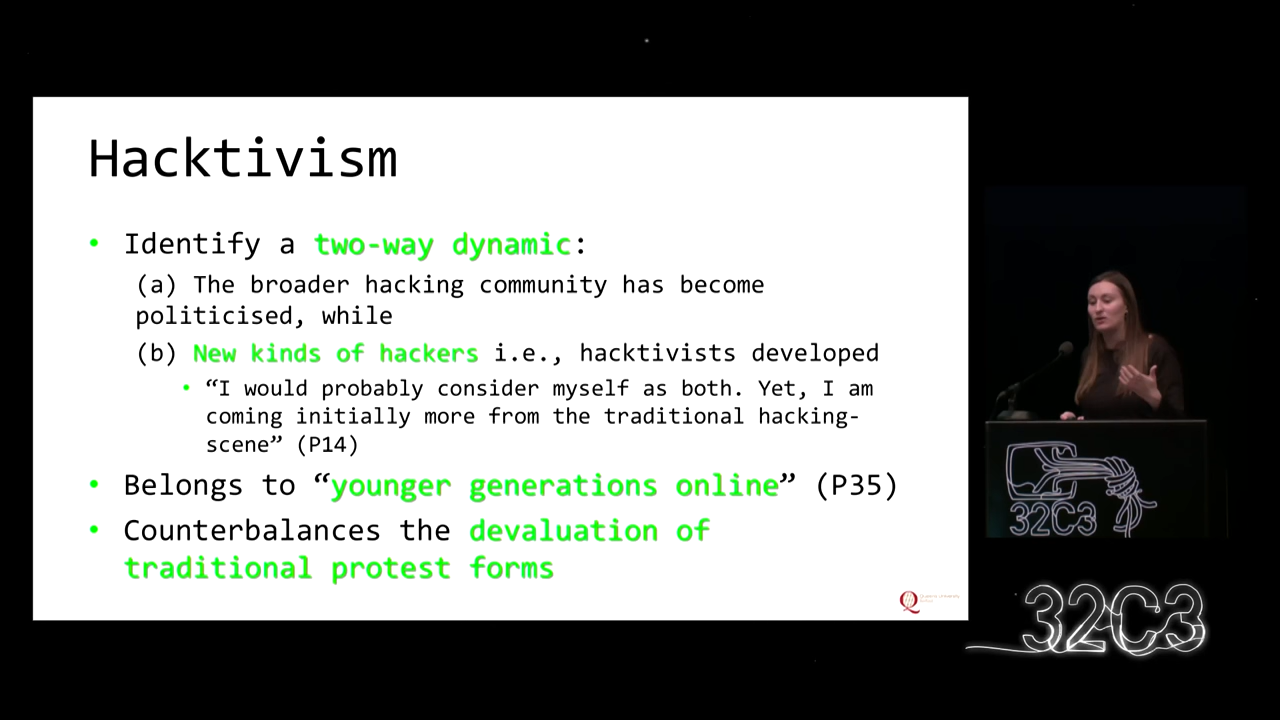 Hacktivism
• Identify a two-way dynamic:
(a) The broader hacking community has become
politicised, while
(b) New kinds of hackers i.e., hacktivists developed
• “I would probably consider myself as both. Yet, I am
coming initially more from the traditional hacking-
scene” (P14)
• Belongs to “younger generations online” (P35)
• Counterbalances the devaluation of
traditional protest forms
32C3
32C3